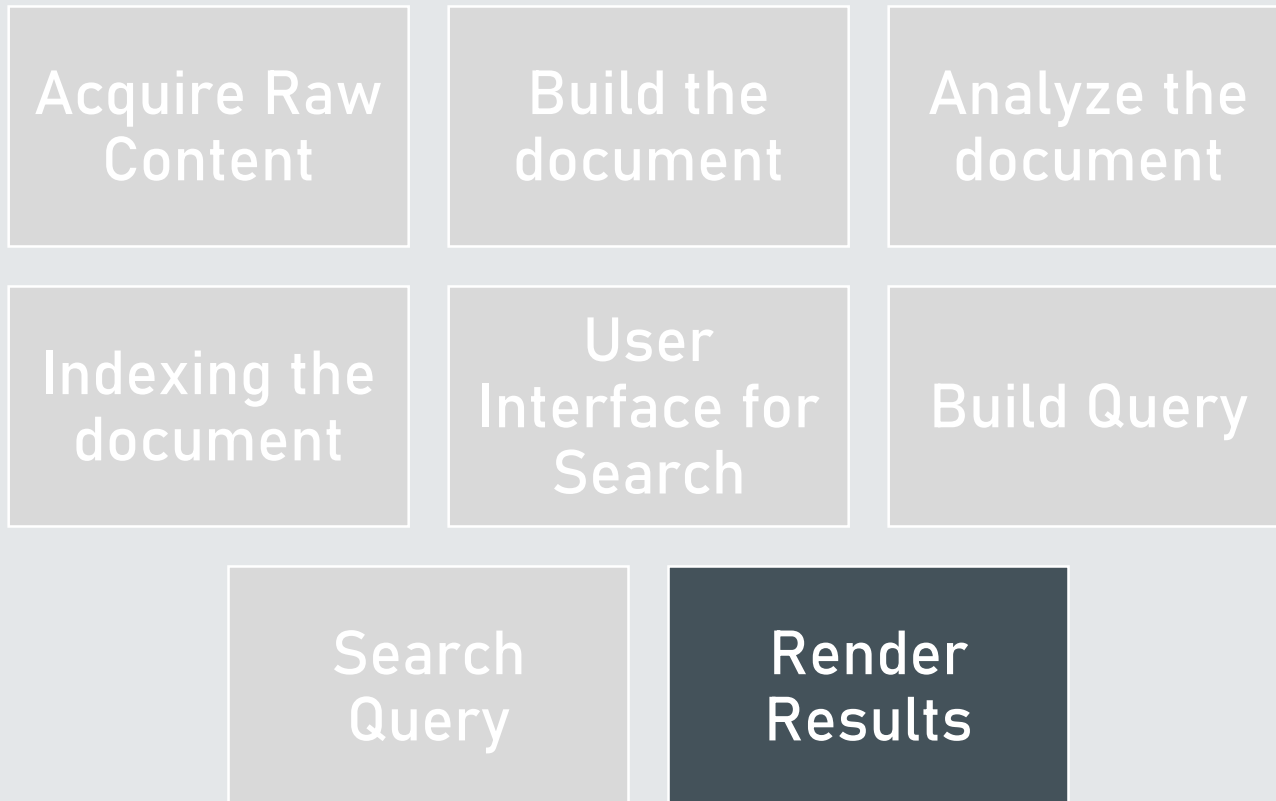 Acquire Raw
Content
Build the
document
Analyze the
document
Indexing the
document
User
Interface for
Search
Build Query
Search
Query
Render
Results